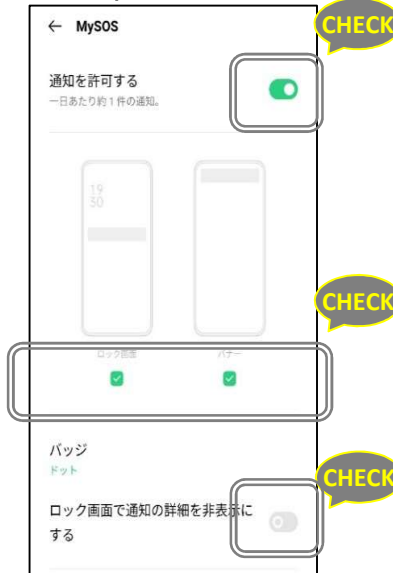 ← MySOS
CHECK
通知を許可する
一日あたり約1件の通知。
19
30
CHECK
ロック画面 バナー
バッジ
ドット
CHECK
ロック画面で通知の詳細を非表示に
する